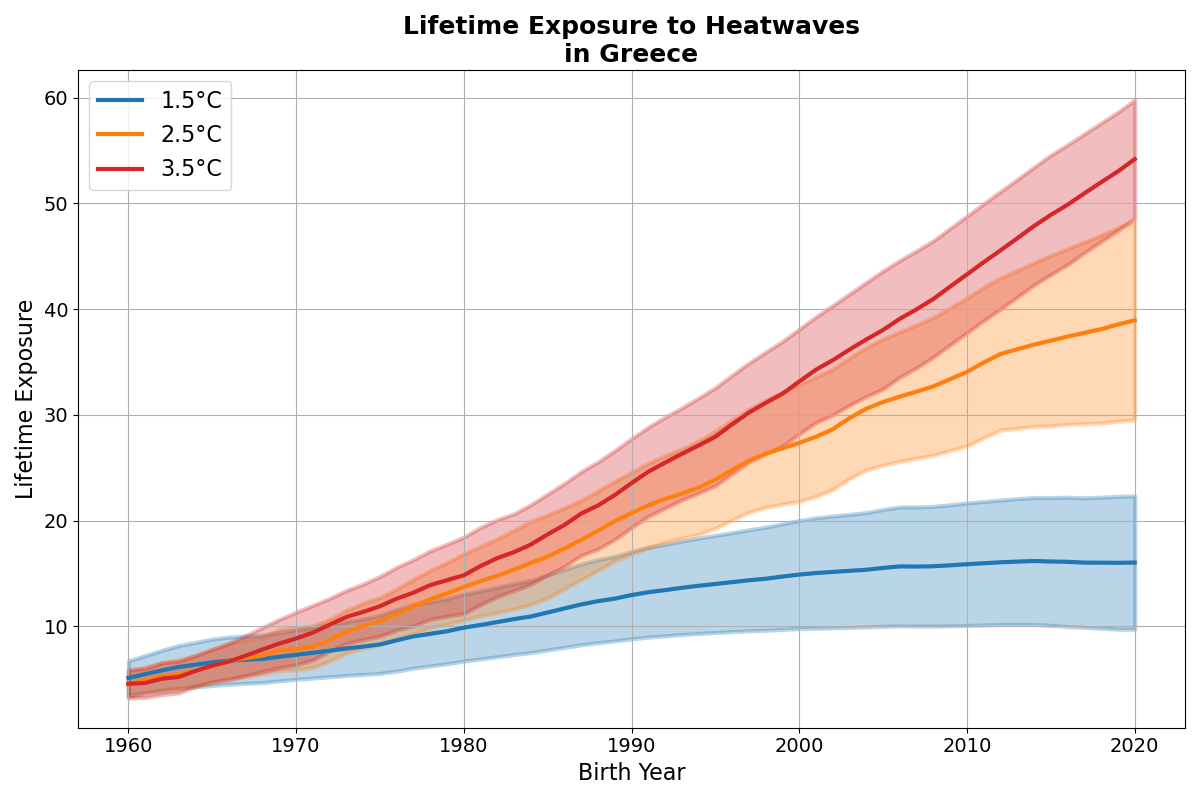 Lifetime Exposure to Heatwaves
in Greece
1.5°C
2.5°C
3.5°C
60
50
40
30
20
10
Lifetime Exposure
1960 1970 1980 1990 2000 2010 2020
Birth Year